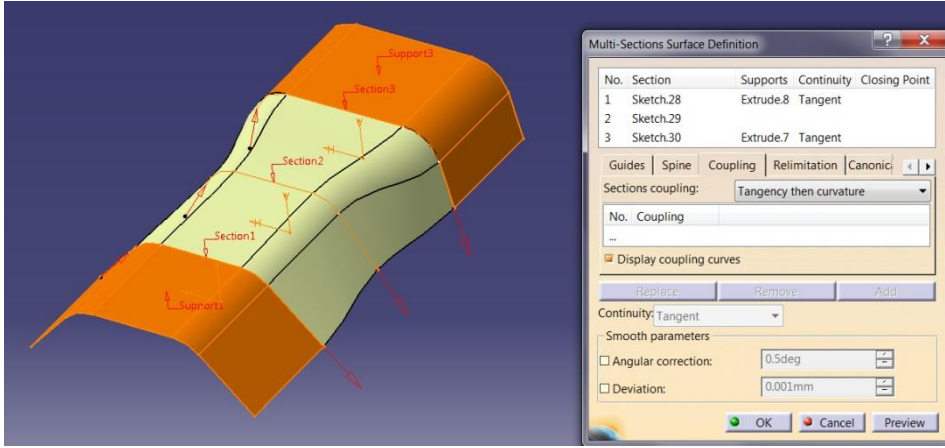 Support3
Section3
Section2
Section1
Support1
H
V
H
V
Multi-Sections Surface Definition
No. Section Supports Continuity Closing Point
1 Sketch.28 Extrude.8 Tangent
2 Sketch.29
3 Sketch.30 Extrude.7 Tangent
Guides Spine Coupling Relimitation Canonic
Sections coupling: Tangency then curvature
No. Coupling
...
Display coupling curves
Replace Remove Add
Continuity: Tangent
Smooth parameters
Angular correction: 0.5deg
Deviation: 0.001mm
OK Cancel Preview